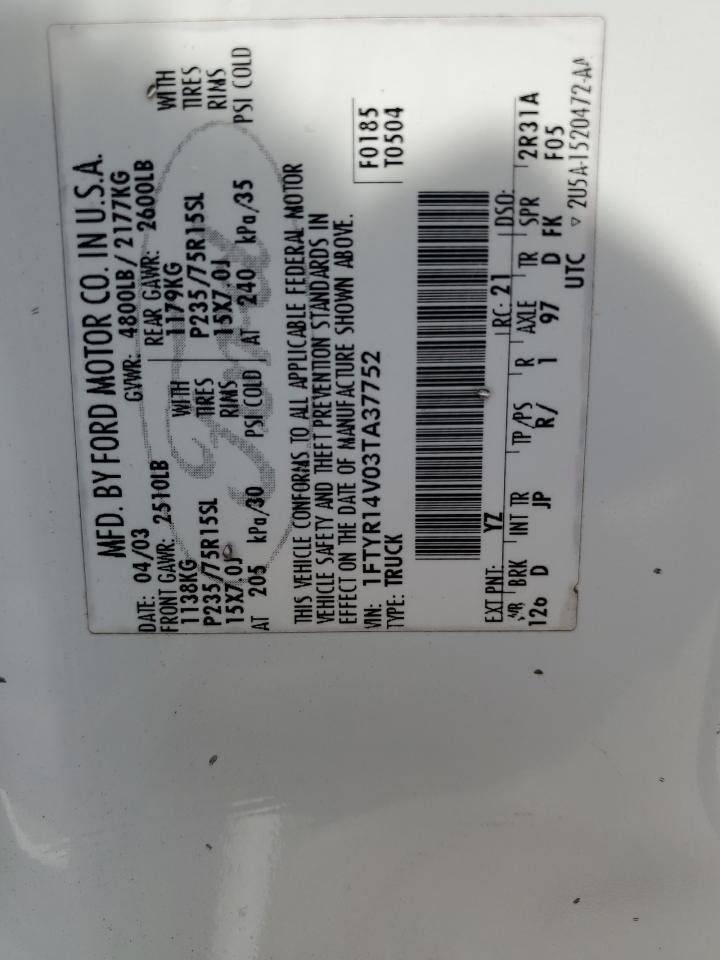 MFD. BY FORD MOTOR CO. IN U.S.A.
DATE: 04/03 GVWR: 4800LB / 2177KG
FRONT GAWR: 2510LB REAR GAWR: 2600LB
1138KG WITH 1179KG WITH
P235/75R15SL TIRES P235/75R15SL TIRES
15X7.0J RIMS 15X7.0J RIMS
AT 205 kPa/30 PSI COLD AT 240 kPa/35 PSI COLD
THIS VEHICLE CONFORMS TO ALL APPLICABLE FEDERAL MOTOR
VEHICLE SAFETY AND THEFT PREVENTION STANDARDS IN
EFFECT ON THE DATE OF MANUFACTURE SHOWN ABOVE.
VIN: 1FTYR14V03TA37752 F0185
TYPE: TRUCK T0504
EXT PNT: YZ RC: 21 DSO:
WR BRK INT TR TP/PS R AXLE TR SPR 2R31A
126 D JP R/ 1 97 D FK F05
UTC ▽ 2U5A-1520472-AA
Ford